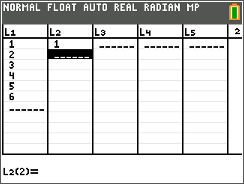 NORMAL FLOAT AUTO REAL RADIAN MP
L1 L2 L3 L4 L5 2
1 1 ------ ------ ------
2 ------
3
4
5
6
------
L2(2)=